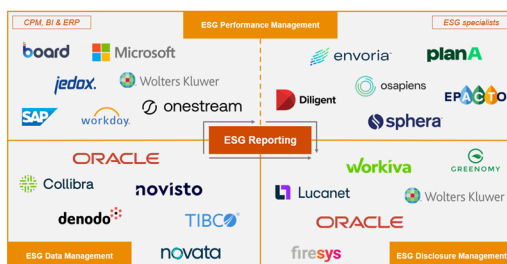 CPM, BI & ERP
ESG Performance Management
ESG specialists
board
Microsoft
jedox.
Wolters Kluwer
SAP
workday.
onestream
envoria
planA
osapiens
Diligent
EPACTO
sphera
ESG Reporting
ORACLE
Collibra
novisto
denodo
TIBCO
novata
ESG Data Management
workiva
GREENOMY
Lucanet
Wolters Kluwer
ORACLE
firesys
ESG Disclosure Management